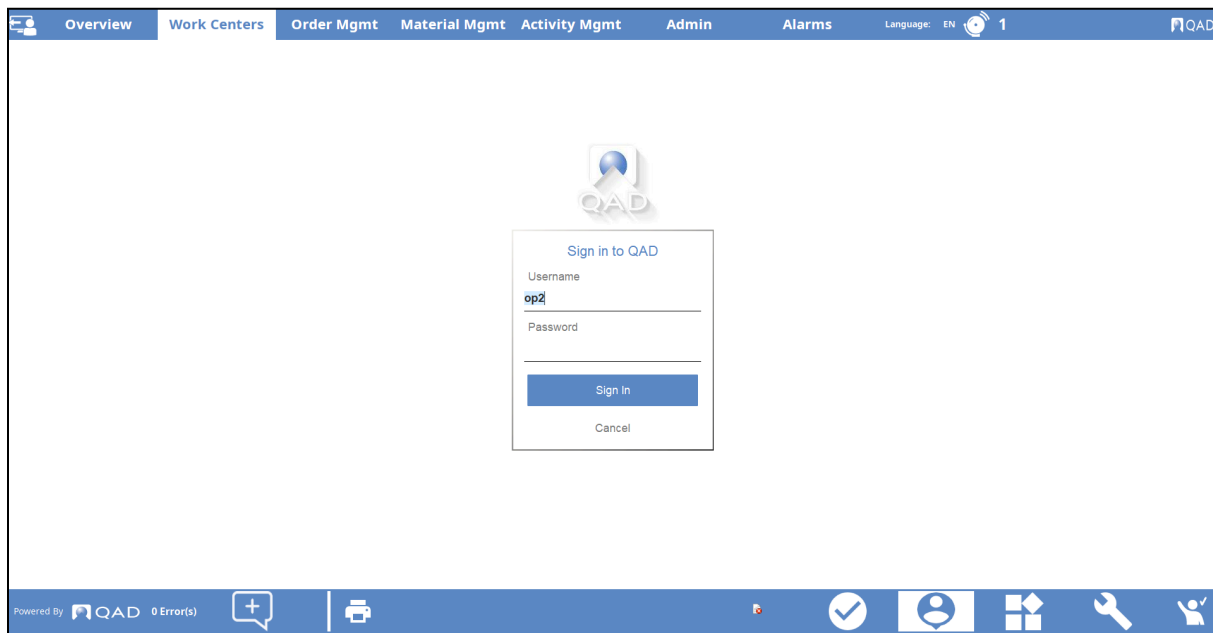 Overview Work Centers Order Mgmt Material Mgmt Activity Mgmt Admin Alarms Language: EN 1 QAD
QAD
Sign in to QAD
Username
op2
Password
Sign In
Cancel
Powered By QAD 0 Error(s)